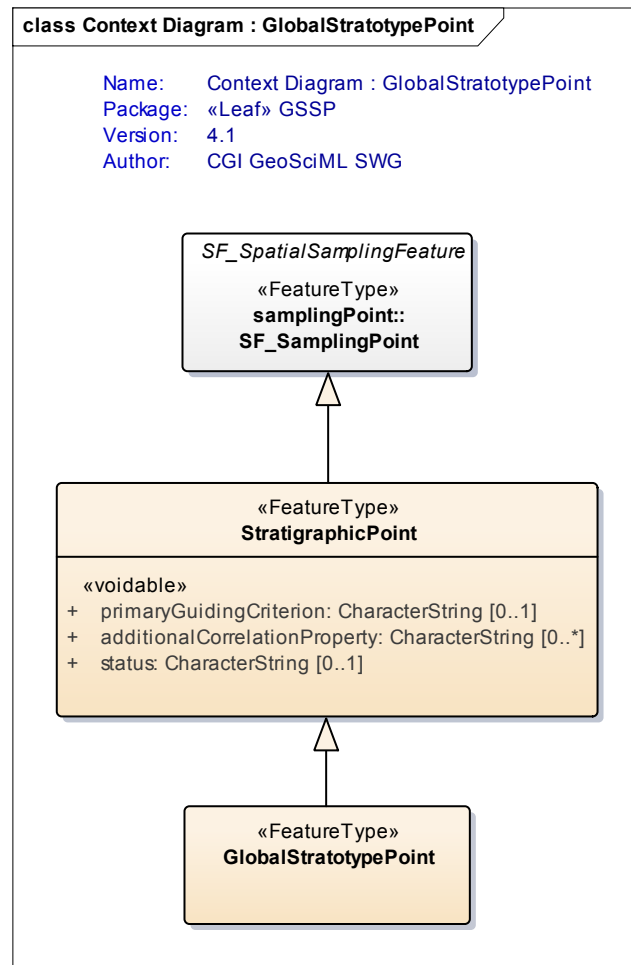 class Context Diagram : GlobalStratotypePoint
Name: Context Diagram : GlobalStratotypePoint
Package: «Leaf» GSSP
Version: 4.1
Author: CGI GeoSciML SWG
SF_SpatialSamplingFeature
«FeatureType»
samplingPoint::
SF_SamplingPoint
«FeatureType»
StratigraphicPoint
«voidable»
+ primaryGuidingCriterion: CharacterString [0..1]
+ additionalCorrelationProperty: CharacterString [0..*]
+ status: CharacterString [0..1]
«FeatureType»
GlobalStratotypePoint